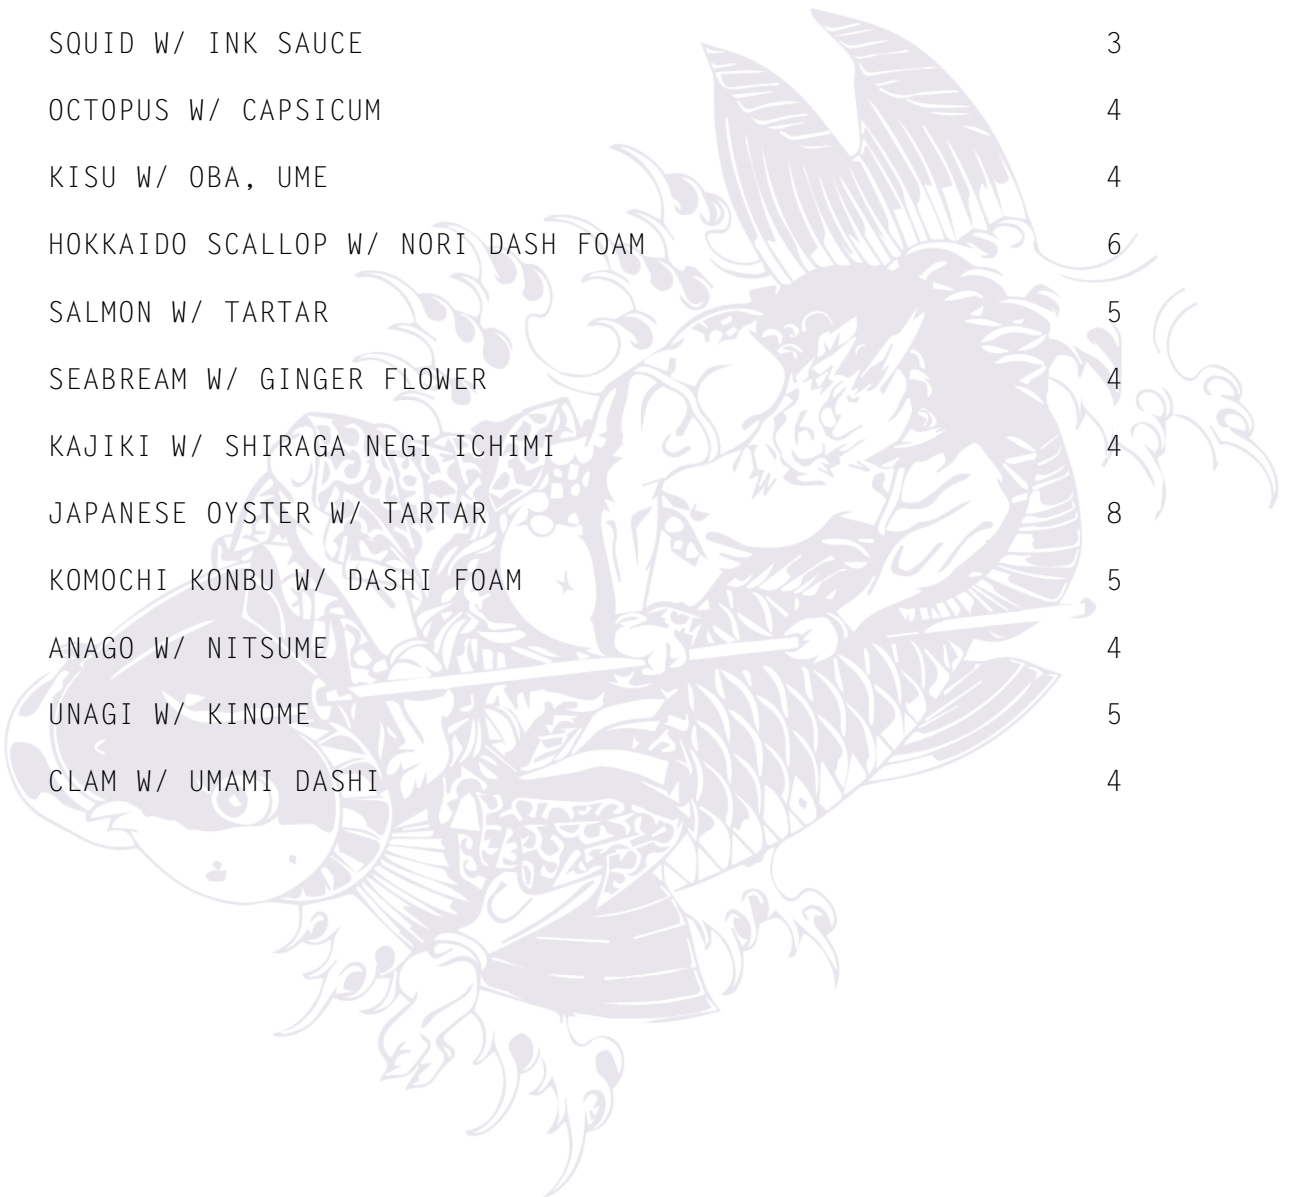 SQUID W/ INK SAUCE 3
OCTOPUS W/ CAPSICUM 4
KISU W/ OBA, UME 4
HOKKAIDO SCALLOP W/ NORI DASH FOAM 6
SALMON W/ TARTAR 5
SEABREAM W/ GINGER FLOWER 4
KAJIKI W/ SHIRAGA NEGI ICHIMI 4
JAPANESE OYSTER W/ TARTAR 8
KOMOCHI KONBU W/ DASHI FOAM 5
ANAGO W/ NITSUME 4
UNAGI W/ KINOME 5
CLAM W/ UMAMI DASHI 4